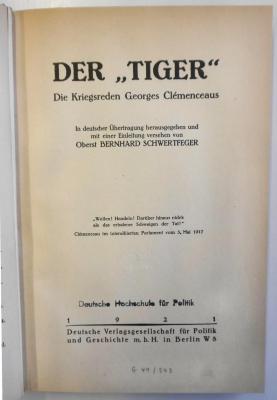 DER „TIGER“
Die Kriegsreden Georges Clémenceaus
In deutscher Übertragung herausgegeben und
mit einer Einleitung versehen von
Oberst BERNHARD SCHWERTFEGER
„Wollen! Handeln! Darüber hinaus nichts
als das erhabene Schweigen der Tat!“
Clémenceau im interalliierten Parlament vom 5. Mai 1917
Deutsche Hochschule für Politik
1 9 2 1
Deutsche Verlagsgesellschaft für Politik
und Geschichte m. b. H. in Berlin W 8